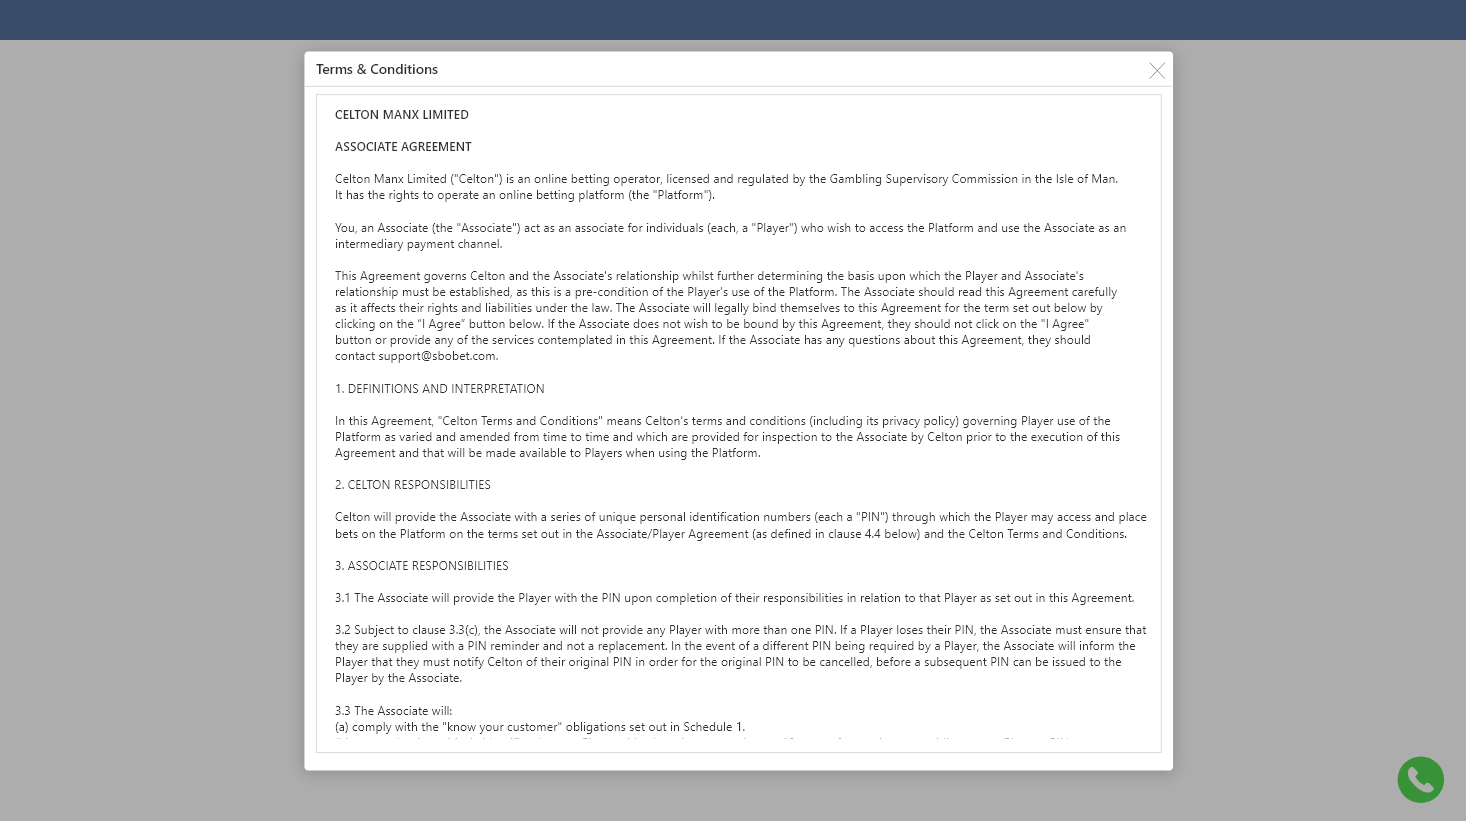 Terms & Conditions
CELTON MANX LIMITED
ASSOCIATE AGREEMENT
Celton Manx Limited ("Celton") is an online betting operator, licensed and regulated by the Gambling Supervisory Commission in the Isle of Man.
It has the rights to operate an online betting platform (the "Platform").
You, an Associate (the "Associate") act as an associate for individuals (each, a "Player") who wish to access the Platform and use the Associate as an
intermediary payment channel.
This Agreement governs Celton and the Associate's relationship whilst further determining the basis upon which the Player and Associate's
relationship must be established, as this is a pre-condition of the Player's use of the Platform. The Associate should read this Agreement carefully
as it affects their rights and liabilities under the law. The Associate will legally bind themselves to this Agreement for the term set out below by
clicking on the “I Agree” button below. If the Associate does not wish to be bound by this Agreement, they should not click on the "I Agree"
button or provide any of the services contemplated in this Agreement. If the Associate has any questions about this Agreement, they should
contact support@sbobet.com.
1. DEFINITIONS AND INTERPRETATION
In this Agreement, "Celton Terms and Conditions" means Celton's terms and conditions (including its privacy policy) governing Player use of the
Platform as varied and amended from time to time and which are provided for inspection to the Associate by Celton prior to the execution of this
Agreement and that will be made available to Players when using the Platform.
2. CELTON RESPONSIBILITIES
Celton will provide the Associate with a series of unique personal identification numbers (each a "PIN") through which the Player may access and place
bets on the Platform on the terms set out in the Associate/Player Agreement (as defined in clause 4.4 below) and the Celton Terms and Conditions.
3. ASSOCIATE RESPONSIBILITIES
3.1 The Associate will provide the Player with the PIN upon completion of their responsibilities in relation to that Player as set out in this Agreement.
3.2 Subject to clause 3.3(c), the Associate will not provide any Player with more than one PIN. If a Player loses their PIN, the Associate must ensure that
they are supplied with a PIN reminder and not a replacement. In the event of a different PIN being required by a Player, the Associate will inform the
Player that they must notify Celton of their original PIN in order for the original PIN to be cancelled, before a subsequent PIN can be issued to the
Player by the Associate.
3.3 The Associate will:
(a) comply with the "know your customer" obligations set out in Schedule 1.